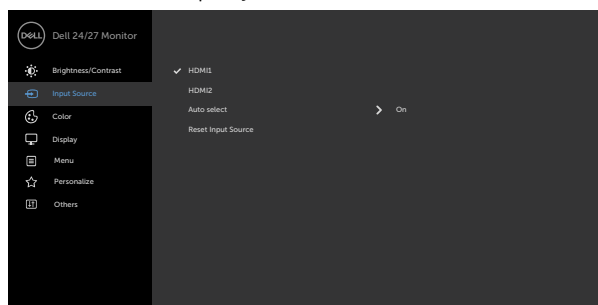 DELL Dell 24/27 Monitor
Brightness/Contrast
Input Source
Color
Display
Menu
Personalize
Others
HDMI1
HDMI2
Auto select On
Reset Input Source